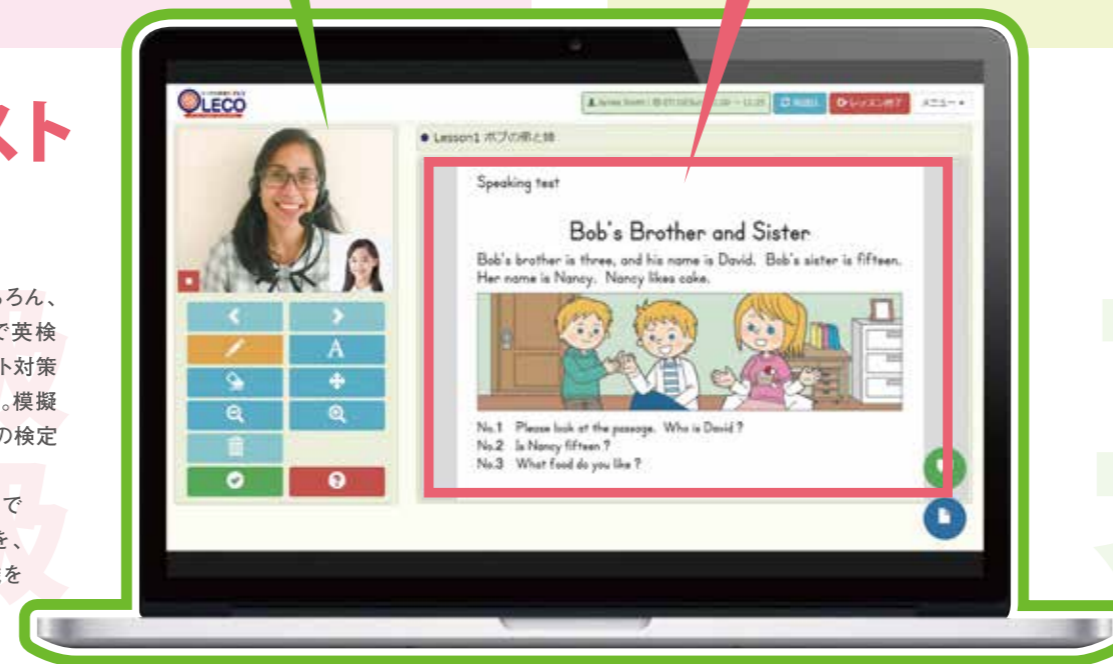 スト
ろん、
で英検
ト対策
。模擬
の検定
で
を、
を
級
級
OLECO
レッスン終了
メニュー
Lesson1 ボブの弟と姉
Speaking test
Bob's Brother and Sister
Bob's brother is three, and his name is David. Bob's sister is fifteen.
Her name is Nancy. Nancy likes cake.
A
No.1 Please look at the passage. Who is David ?
No.2 Is Nancy fifteen ?
No.3 What food do you like ?